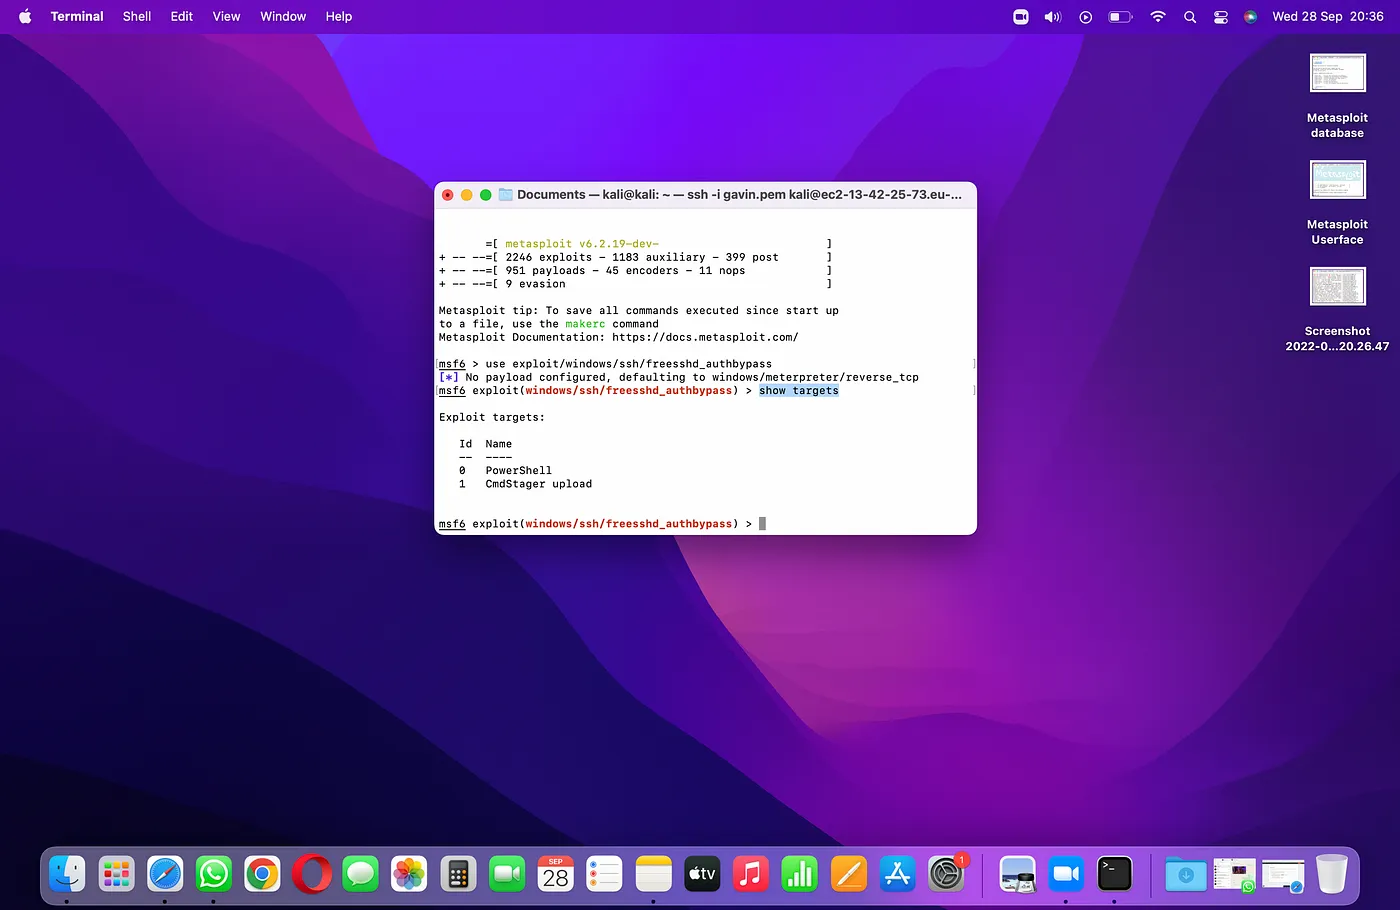 Terminal Shell Edit View Window Help Wed 28 Sep 20:36
Metasploit
database
Metasploit
Userface
Screenshot
2022-0...20.26.47
Documents — kali@kali: ~ — ssh -i gavin.pem kali@ec2-13-42-25-73.eu-...
=[ metasploit v6.2.19-dev- ]
+ -- --=[ 2246 exploits - 1183 auxiliary - 399 post ]
+ -- --=[ 951 payloads - 45 encoders - 11 nops ]
+ -- --=[ 9 evasion ]
Metasploit tip: To save all commands executed since start up
to a file, use the makerc command
Metasploit Documentation: https://docs.metasploit.com/
[msf6 > use exploit/windows/ssh/freesshd_authbypass ]
[*] No payload configured, defaulting to windows/meterpreter/reverse_tcp
[msf6 exploit(windows/ssh/freesshd_authbypass) > show targets ]
Exploit targets:
Id Name
-- ----
0 PowerShell
1 CmdStager upload
msf6 exploit(windows/ssh/freesshd_authbypass) >
SEP
28
tv
1
>_